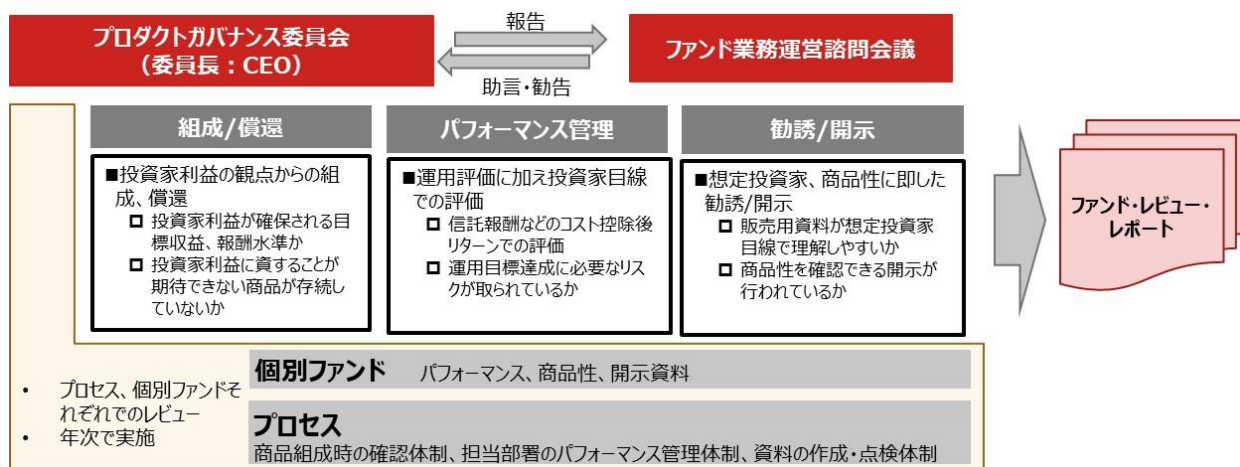 プロダクトガバナンス委員会
（委員長：CEO）
報告
助言・勧告
ファンド業務運営諮問会議
組成/償還
■投資家利益の観点からの組
成、償還
❑ 投資家利益が確保される目
標収益、報酬水準か
❑ 投資家利益に資することが
期待できない商品が存続し
ていないか
パフォーマンス管理
■運用評価に加え投資家目線
での評価
❑ 信託報酬などのコスト控除後
リターンでの評価
❑ 運用目標達成に必要なリス
クが取られているか
勧誘/開示
■想定投資家、商品性に即した
勧誘/開示
❑ 販売用資料が想定投資家
目線で理解しやすいか
❑ 商品性を確認できる開示が
行われているか
ファンド・レビュー・
レポート
• プロセス、個別ファンドそ
れぞれでのレビュー
• 年次で実施
個別ファンド パフォーマンス、商品性、開示資料
プロセス
商品組成時の確認体制、担当部署のパフォーマンス管理体制、資料の作成・点検体制